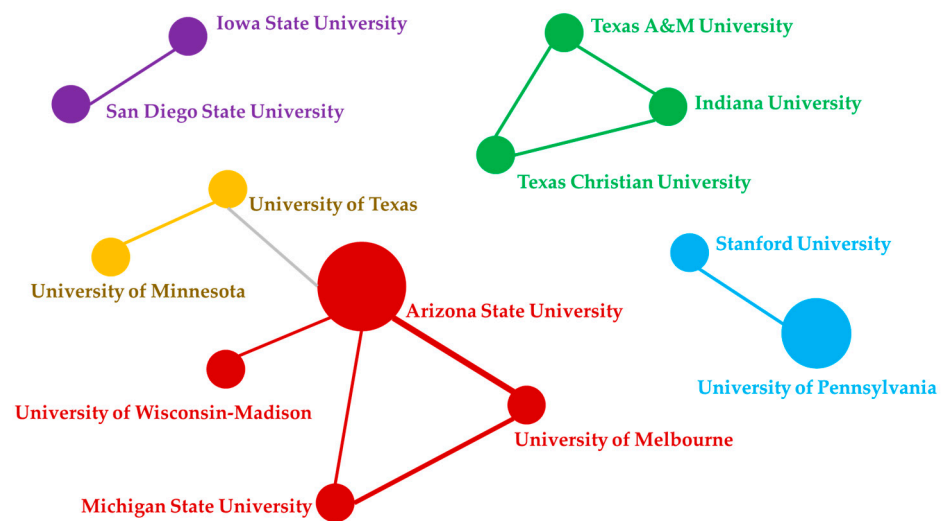 Iowa State University
Texas A&M University
San Diego State University
Indiana University
Texas Christian University
University of Texas
Stanford University
University of Minnesota
Arizona State University
University of Pennsylvania
University of Wisconsin-Madison
University of Melbourne
Michigan State University